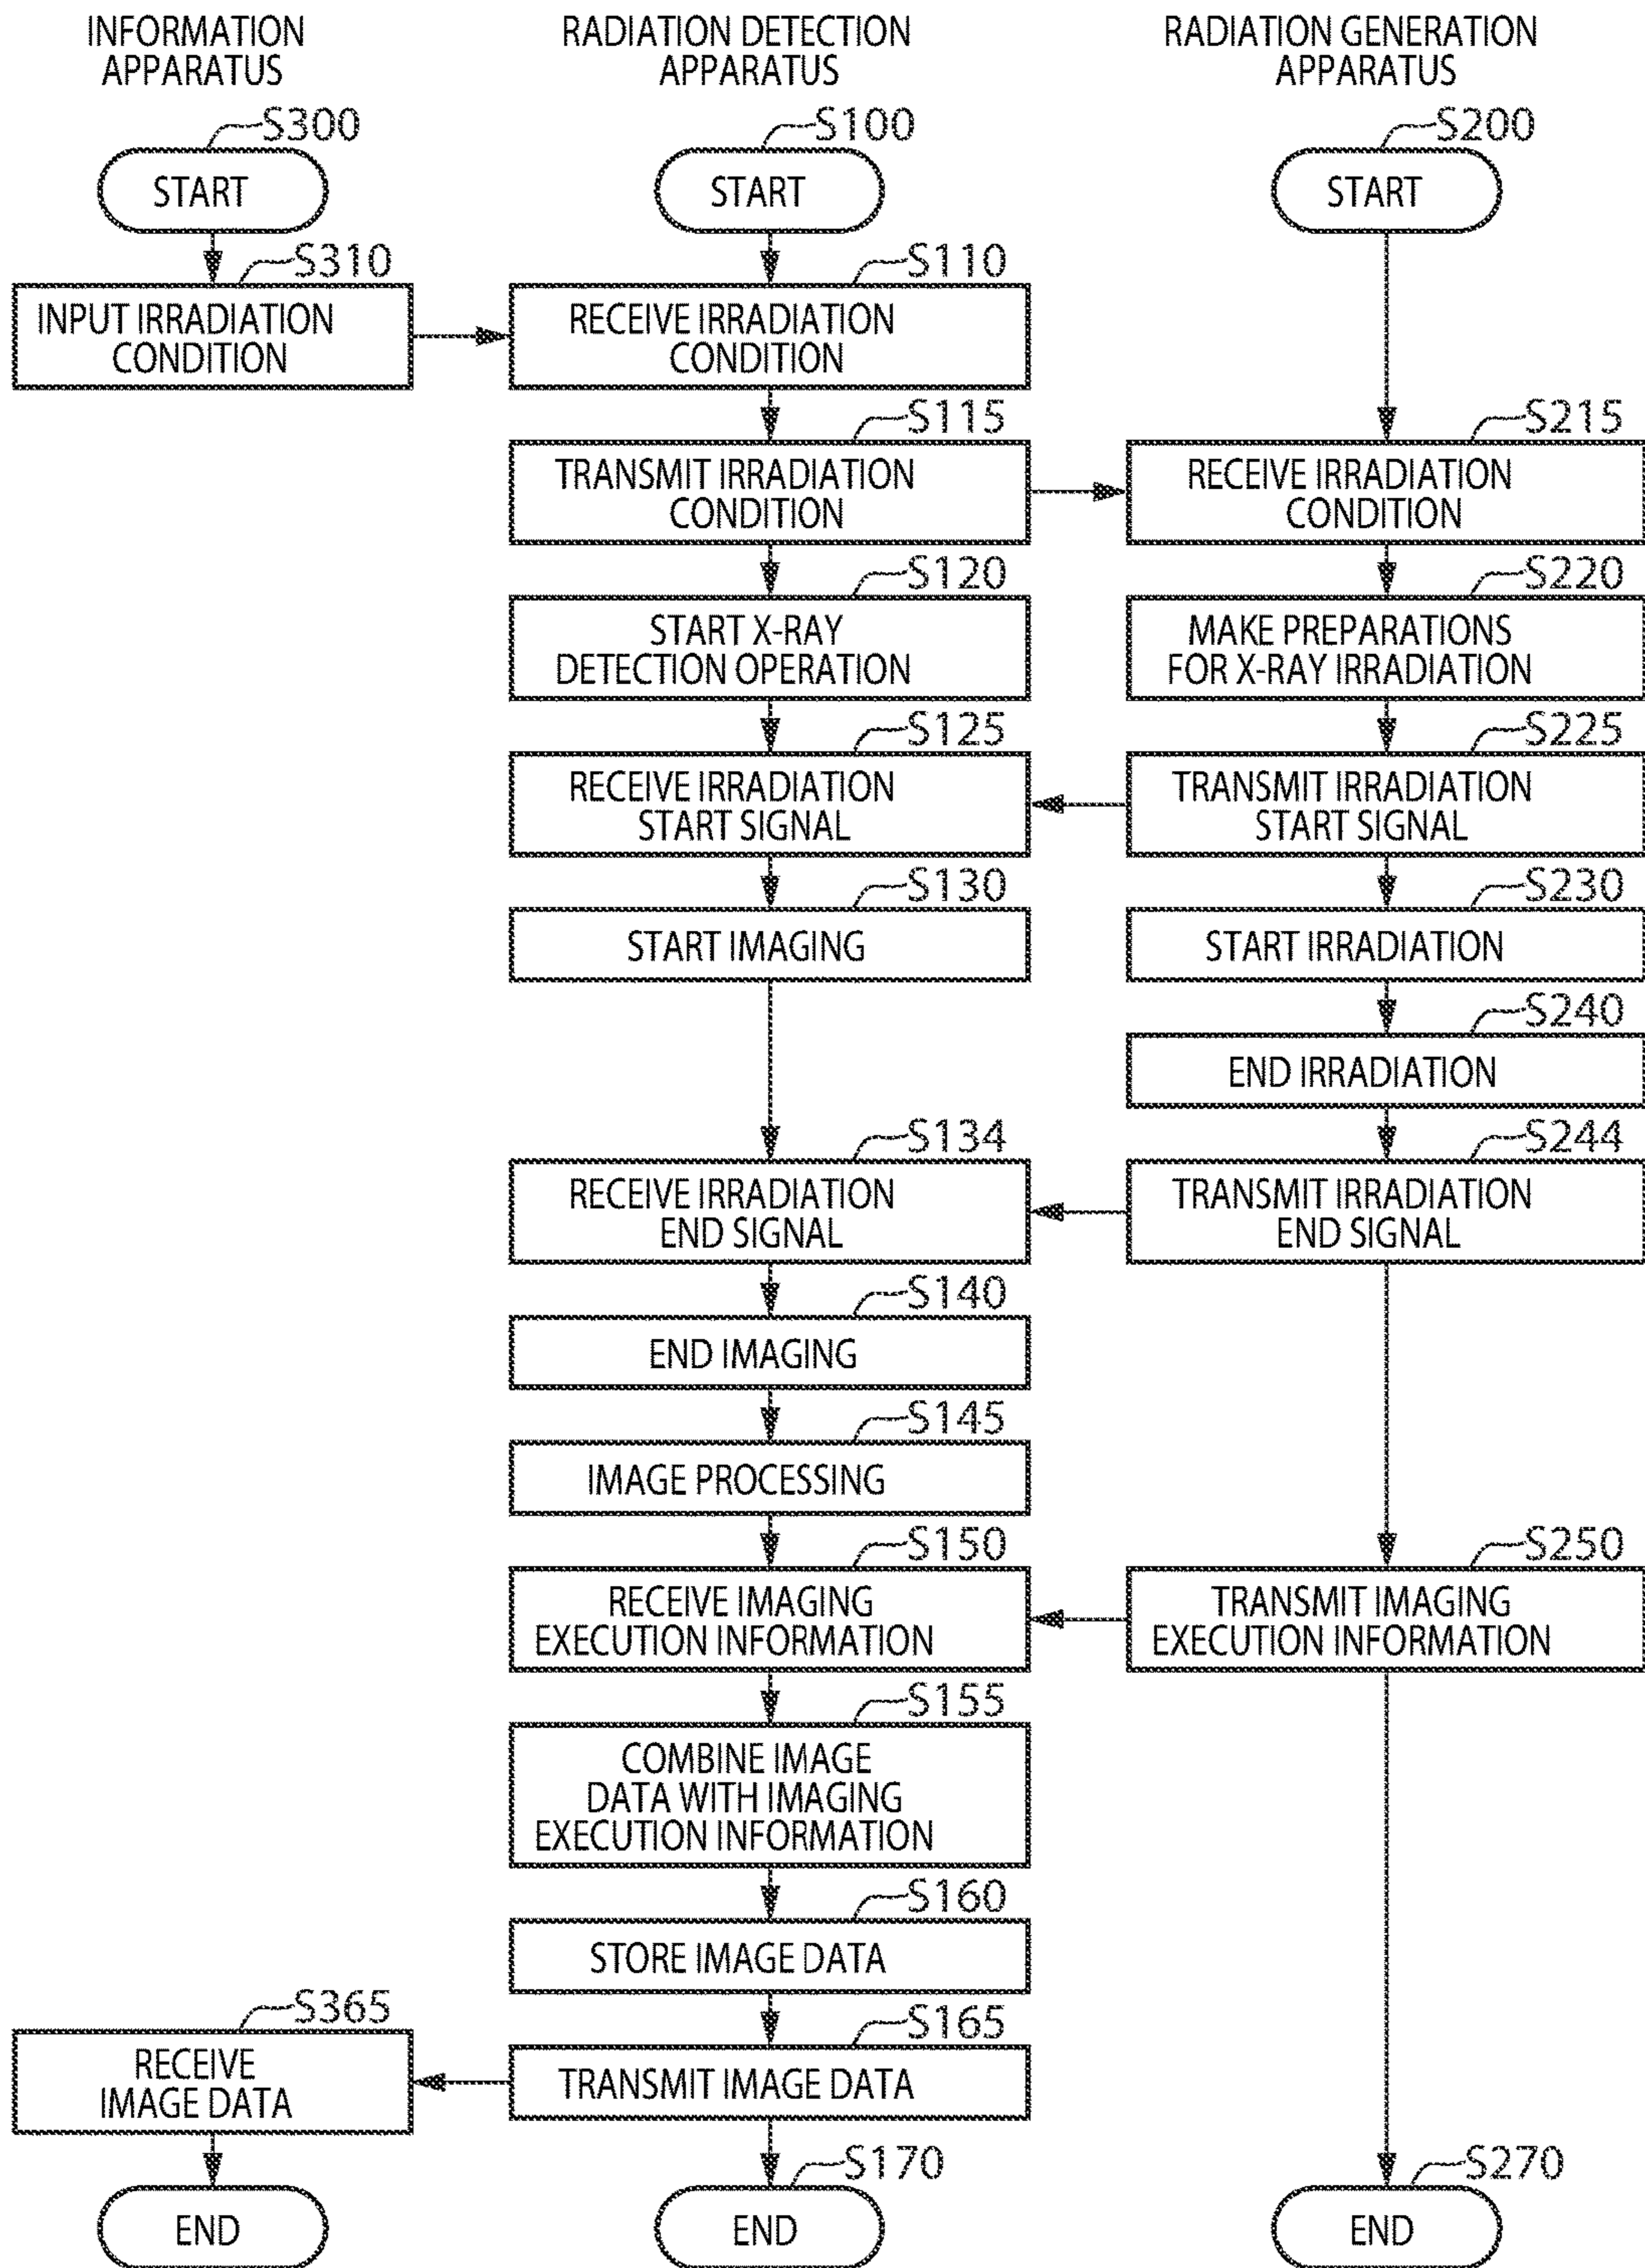 INFORMATION
APPARATUS
RADIATION DETECTION
APPARATUS
RADIATION GENERATION
APPARATUS
S300
START
S100
START
S200
START
S310
INPUT IRRADIATION
CONDITION
S110
RECEIVE IRRADIATION
CONDITION
S115
TRANSMIT IRRADIATION
CONDITION
S215
RECEIVE IRRADIATION
CONDITION
S120
START X-RAY
DETECTION OPERATION
S220
MAKE PREPARATIONS
FOR X-RAY IRRADIATION
S125
RECEIVE IRRADIATION
START SIGNAL
S225
TRANSMIT IRRADIATION
START SIGNAL
S130
START IMAGING
S230
START IRRADIATION
S240
END IRRADIATION
S134
RECEIVE IRRADIATION
END SIGNAL
S244
TRANSMIT IRRADIATION
END SIGNAL
S140
END IMAGING
S145
IMAGE PROCESSING
S150
RECEIVE IMAGING
EXECUTION INFORMATION
S250
TRANSMIT IMAGING
EXECUTION INFORMATION
S155
COMBINE IMAGE
DATA WITH IMAGING
EXECUTION INFORMATION
S160
STORE IMAGE DATA
S365
RECEIVE
IMAGE DATA
S165
TRANSMIT IMAGE DATA
END
S170
END
S270
END